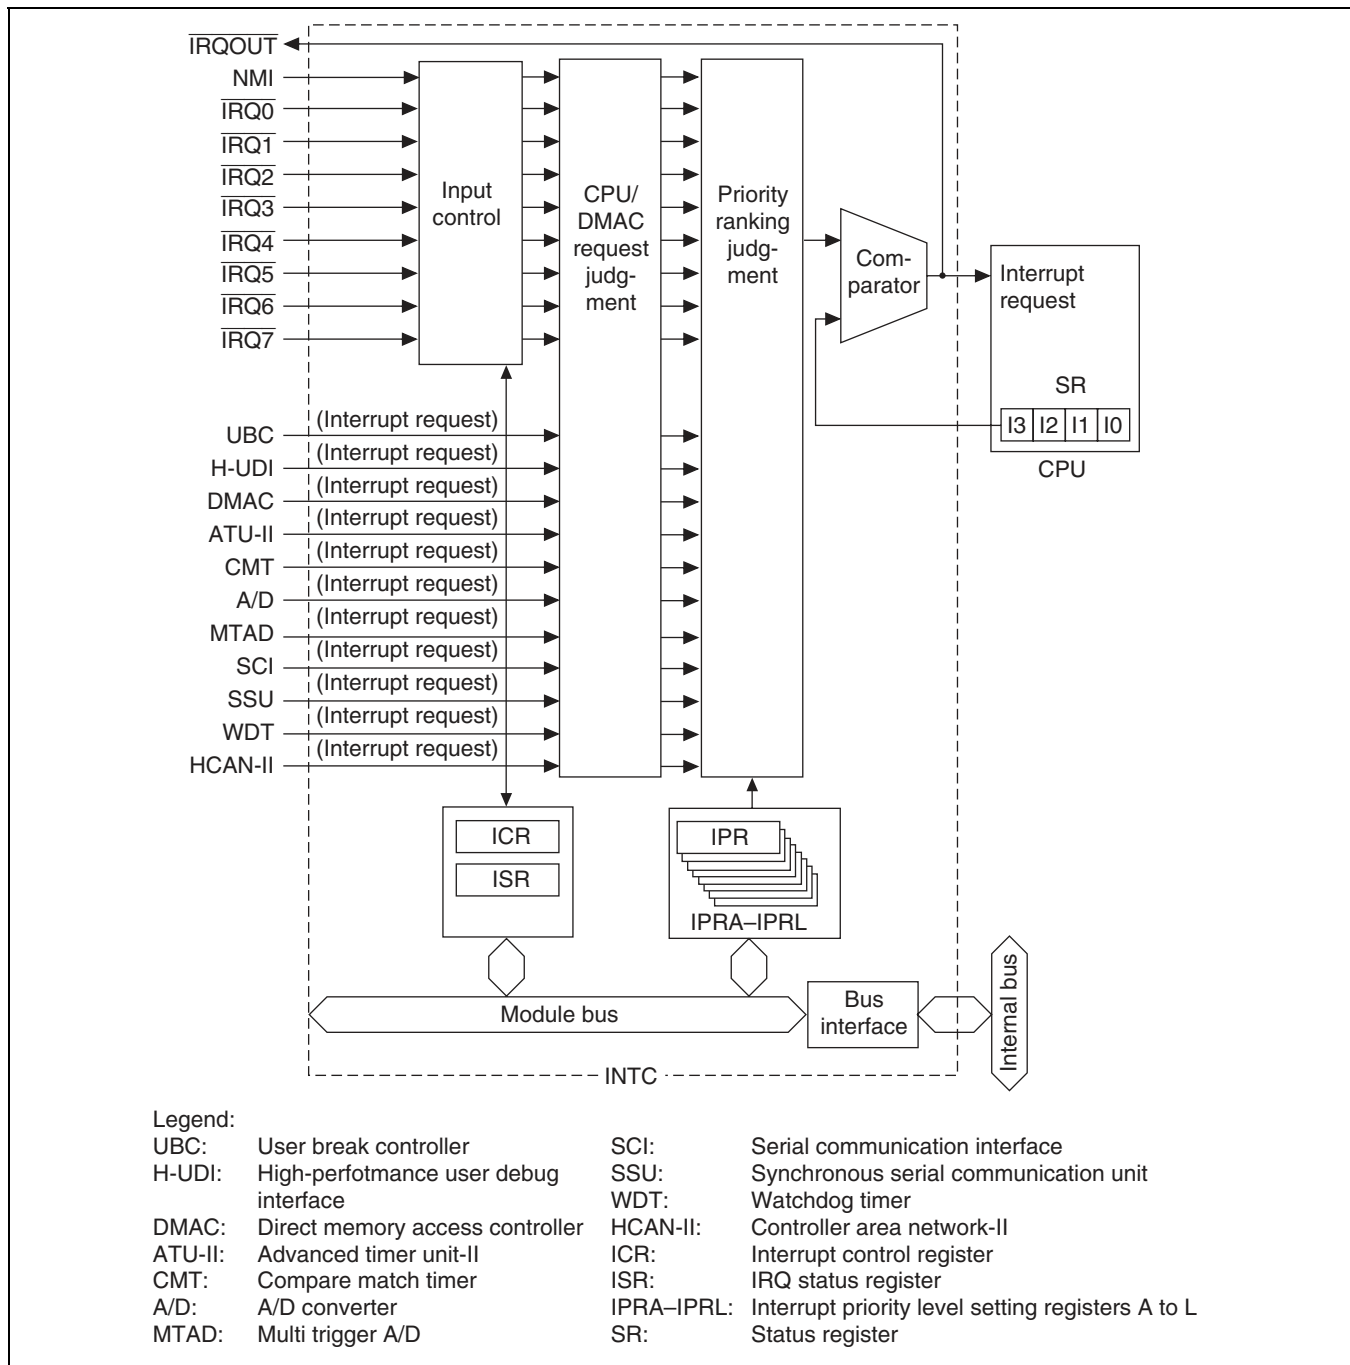 IRQOUT
NMI
IRQ0
IRQ1
IRQ2
IRQ3
IRQ4
IRQ5
IRQ6
IRQ7
Input
control
CPU/
DMAC
request
judg-
ment
Priority
ranking
judg-
ment
Com-
parator
Interrupt
request
SR
I3 I2 I1 I0
CPU
UBC (Interrupt request)
H-UDI (Interrupt request)
DMAC (Interrupt request)
ATU-II (Interrupt request)
CMT (Interrupt request)
A/D (Interrupt request)
MTAD (Interrupt request)
SCI (Interrupt request)
SSU (Interrupt request)
WDT (Interrupt request)
HCAN-II (Interrupt request)
ICR
ISR
IPR
IPRA–IPRL
Module bus
Bus
interface
Internal bus
INTC
Legend:
UBC: User break controller
H-UDI: High-perfotmance user debug
interface
DMAC: Direct memory access controller
ATU-II: Advanced timer unit-II
CMT: Compare match timer
A/D: A/D converter
MTAD: Multi trigger A/D
SCI: Serial communication interface
SSU: Synchronous serial communication unit
WDT: Watchdog timer
HCAN-II: Controller area network-II
ICR: Interrupt control register
ISR: IRQ status register
IPRA–IPRL: Interrupt priority level setting registers A to L
SR: Status register